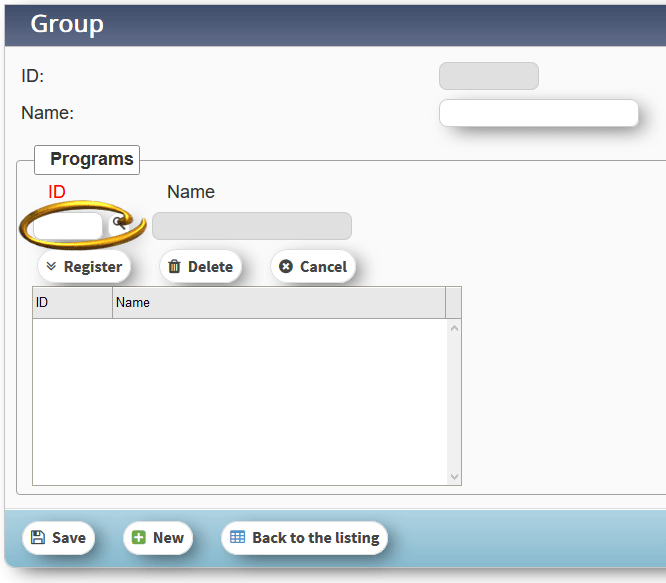 Group
ID:
Name:
Programs
ID Name
Register Delete Cancel
ID Name
Save New Back to the listing